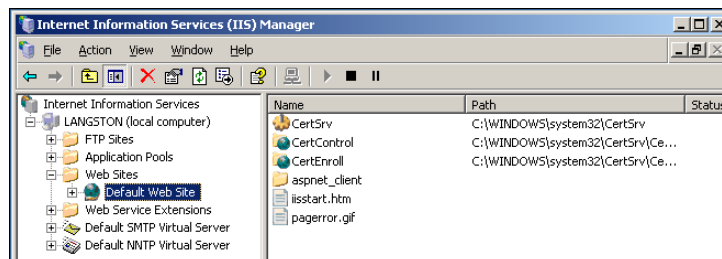 Internet Information Services (IIS) Manager
File Action View Window Help
Internet Information Services
LANGSTON (local computer)
FTP Sites
Application Pools
Web Sites
Default Web Site
Web Service Extensions
Default SMTP Virtual Server
Default NNTP Virtual Server
Name Path Status
CertSrv C:\WINDOWS\system32\CertSrv
CertControl C:\WINDOWS\system32\CertSrv\Ce...
CertEnroll C:\WINDOWS\system32\CertSrv\Ce...
aspnet_client
iisstart.htm
pagerror.gif